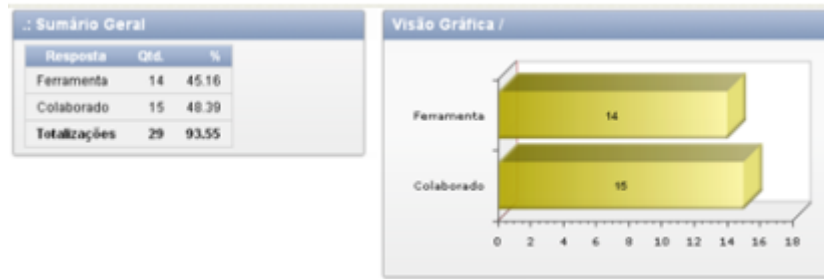 .: Sumário Geral
Resposta Qtd. %
Ferramenta 14 45.16
Colaborado 15 48.39
Totalizações 29 93.55
Visão Gráfica /
Ferramenta 14
Colaborado 15
0 2 4 6 8 10 12 14 16 18